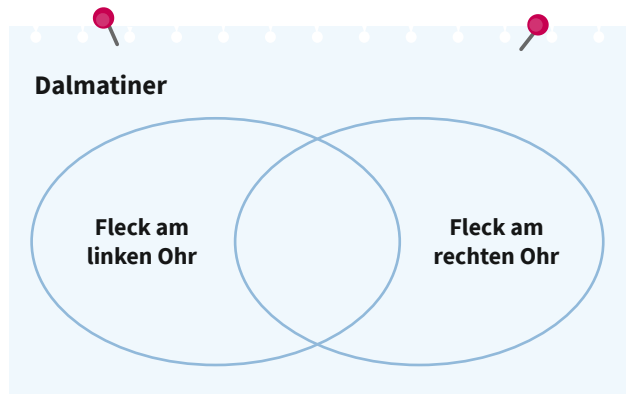 Dalmatiner
Fleck am
linken Ohr
Fleck am
rechten Ohr